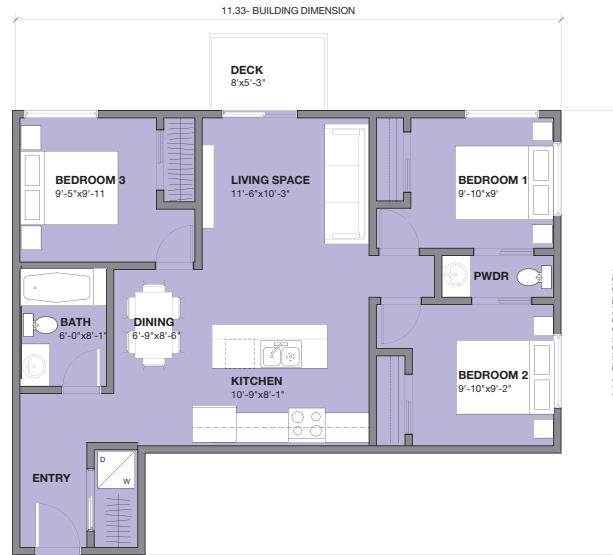 11.33- BUILDING DIMENSION
DECK
8'x5'-3"
BEDROOM 3
9'-5"x9'-11
LIVING SPACE
11'-6"x10'-3"
BEDROOM 1
9'-10"x9'
PWDR
BATH
6'-0"x8'-1"
DINING
6'-9"x8'-6"
KITCHEN
10'-9"x8'-1"
BEDROOM 2
9'-10"x9'-2"
ENTRY
D
W